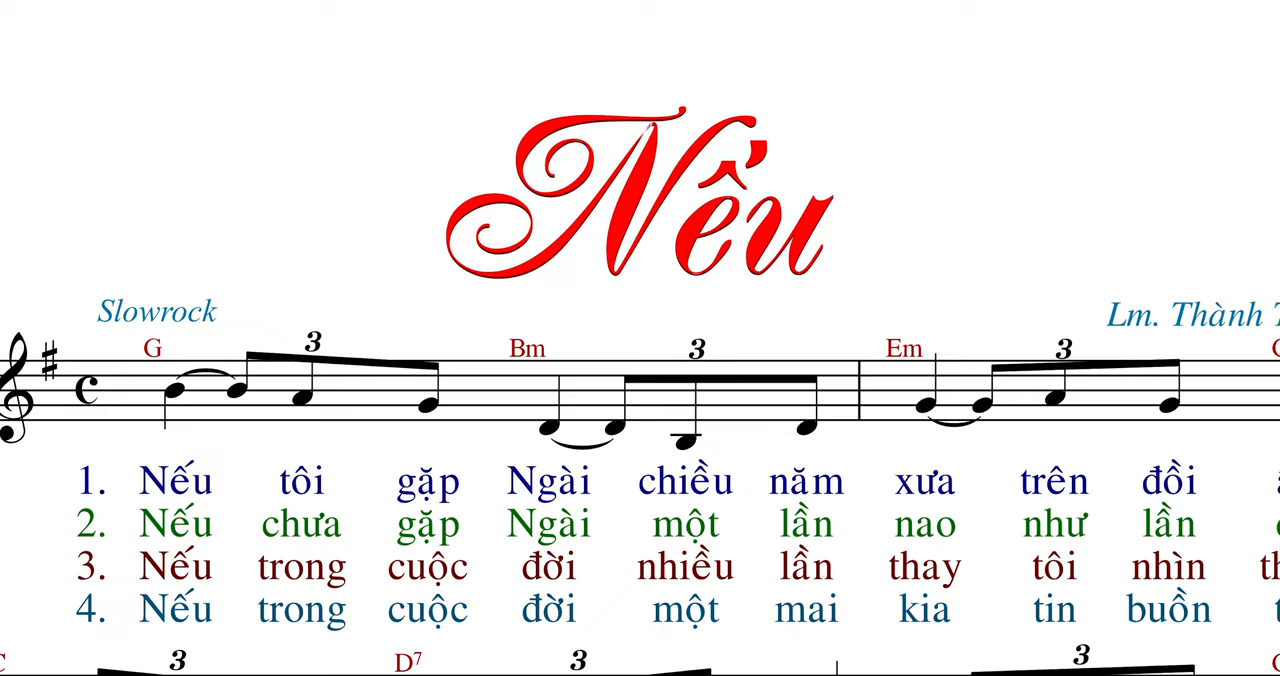 Nếu
Slowrock
Lm. Thành
G Bm Em
3 3 3
1. Nếu tôi gặp Ngài chiều năm xưa trên đồi
2. Nếu chưa gặp Ngài một lần nao như lần
3. Nếu trong cuộc đời nhiều lần thay tôi nhìn
4. Nếu trong cuộc đời một mai kia tin buồn
C 3 D7 3 3